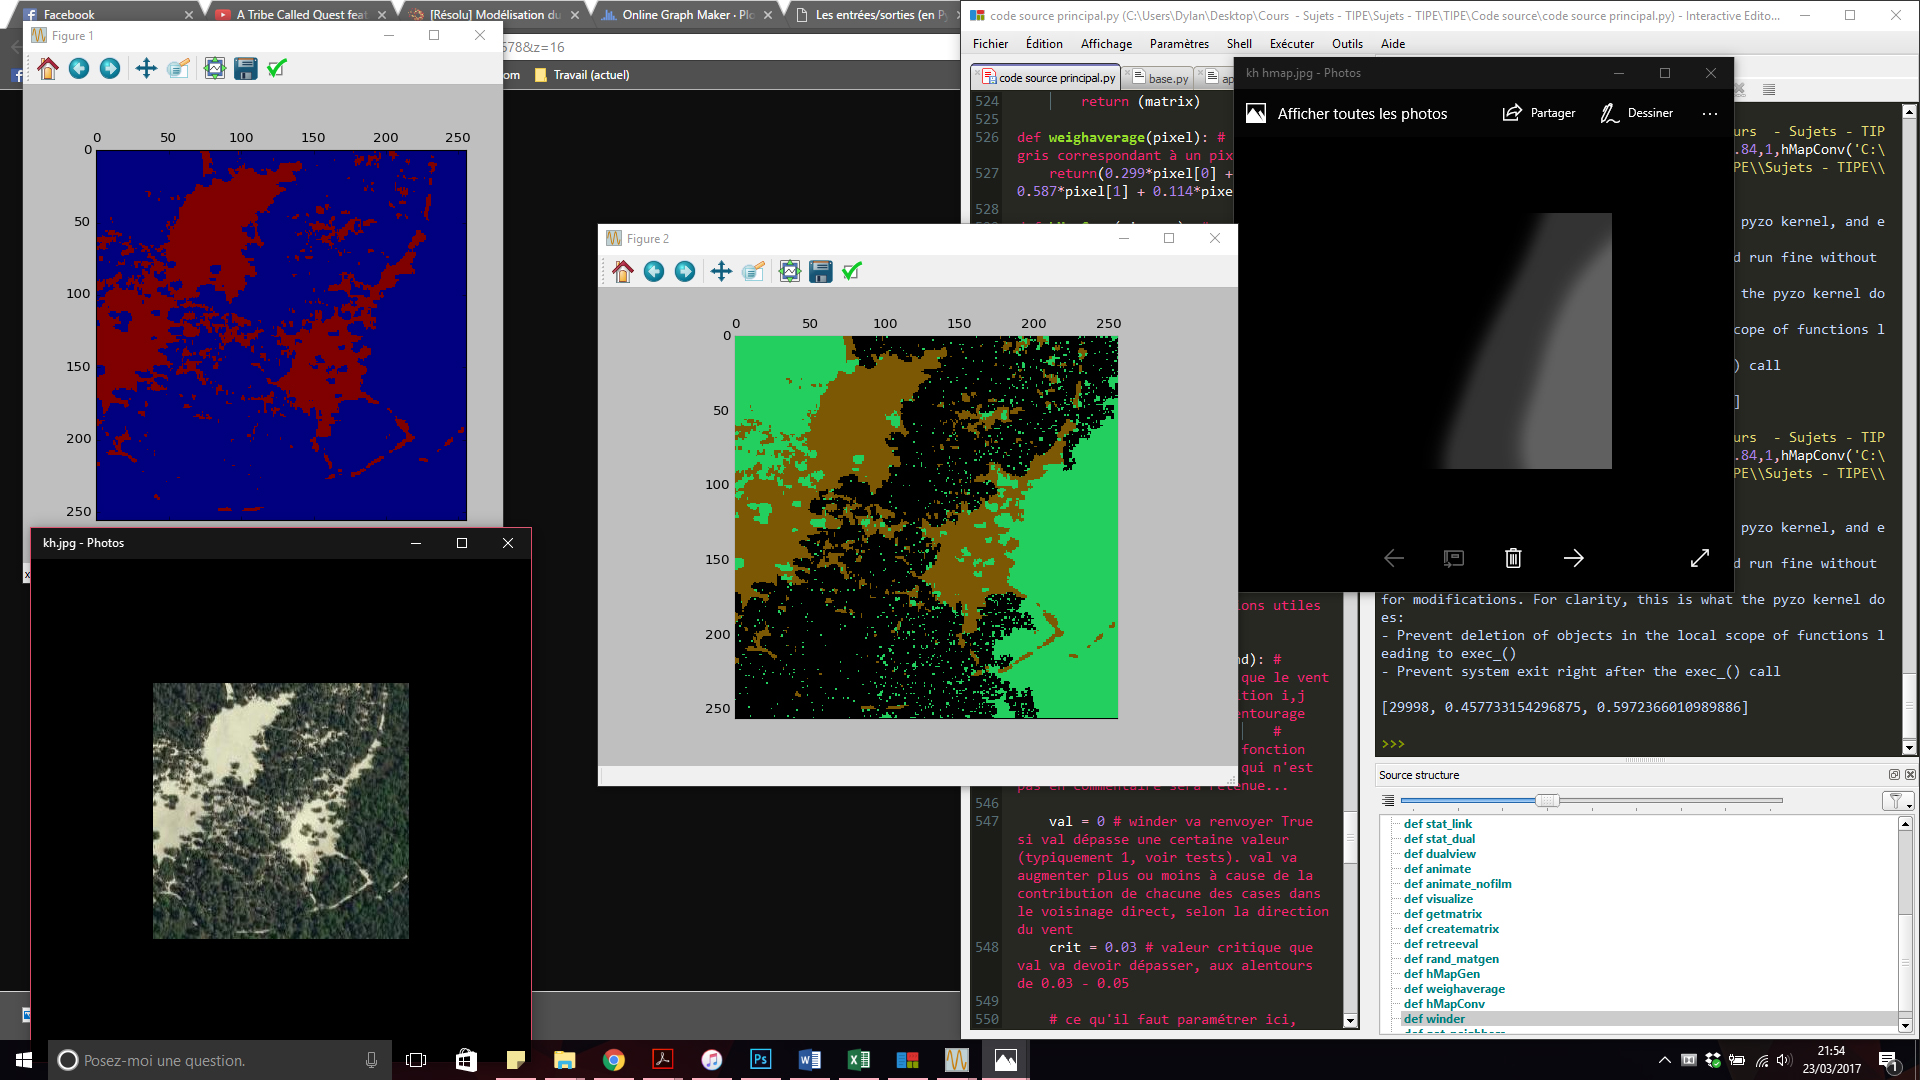 Facebook
A Tribe Called Quest feat
[Résolu] Modélisation du
Online Graph Maker · Plo
Les entrées/sorties (en Py
code source principal.py (C:\Users\Dylan\Desktop\Cours - Sujets - TIPE\Sujets - TIPE\TIPE\Code source\code source principal.py) - Interactive Edito...
Figure 1
578&z=16
om
Travail (actuel)
Fichier Édition Affichage Paramètres Shell Exécuter Outils Aide
code source principal.py
base.py
ap
kh hmap.jpg - Photos
Afficher toutes les photos
Partager
Dessiner
0 50 100 150 200 250
0
50
100
150
200
250
524 return (matrix)
525
526 def weighaverage(pixel): #
gris correspondant à un pix
527 return(0.299*pixel[0] +
0.587*pixel[1] + 0.114*pixe
528
urs - Sujets - TIP
.84,1,hMapConv('C:\
TIPE\\Sujets - TIPE\\
pyzo kernel, and e
d run fine without
the pyzo kernel do
cope of functions l
) call
]
urs - Sujets - TIP
.84,1,hMapConv('C:\
TIPE\\Sujets - TIPE\\
pyzo kernel, and e
d run fine without
for modifications. For clarity, this is what the pyzo kernel do
es:
- Prevent deletion of objects in the local scope of functions l
eading to exec_()
- Prevent system exit right after the exec_() call
[29998, 0.457733154296875, 0.5972366010989886]
>>>
Figure 2
0 50 100 150 200 250
0
50
100
150
200
250
kh.jpg - Photos
x
ons utiles
nd): #
que le vent
ition i,j
entourage
#
fonction
qui n'est
pas en commentaire sera retenue...
546
547 val = 0 # winder va renvoyer True
si val dépasse une certaine valeur
(typiquement 1, voir tests). val va
augmenter plus ou moins à cause de la
contribution de chacune des cases dans
le voisinage direct, selon la direction
du vent
548 crit = 0.03 # valeur critique que
val va devoir dépasser, aux alentours
de 0.03 - 0.05
549
550 # ce qu'il faut paramétrer ici,
Source structure
def stat_link
def stat_dual
def dualview
def animate
def animate_nofilm
def visualize
def getmatrix
def creatematrix
def retreeval
def rand_matgen
def hMapGen
def weighaverage
def hMapConv
def winder
Posez-moi une question.
21:54
23/03/2017
1